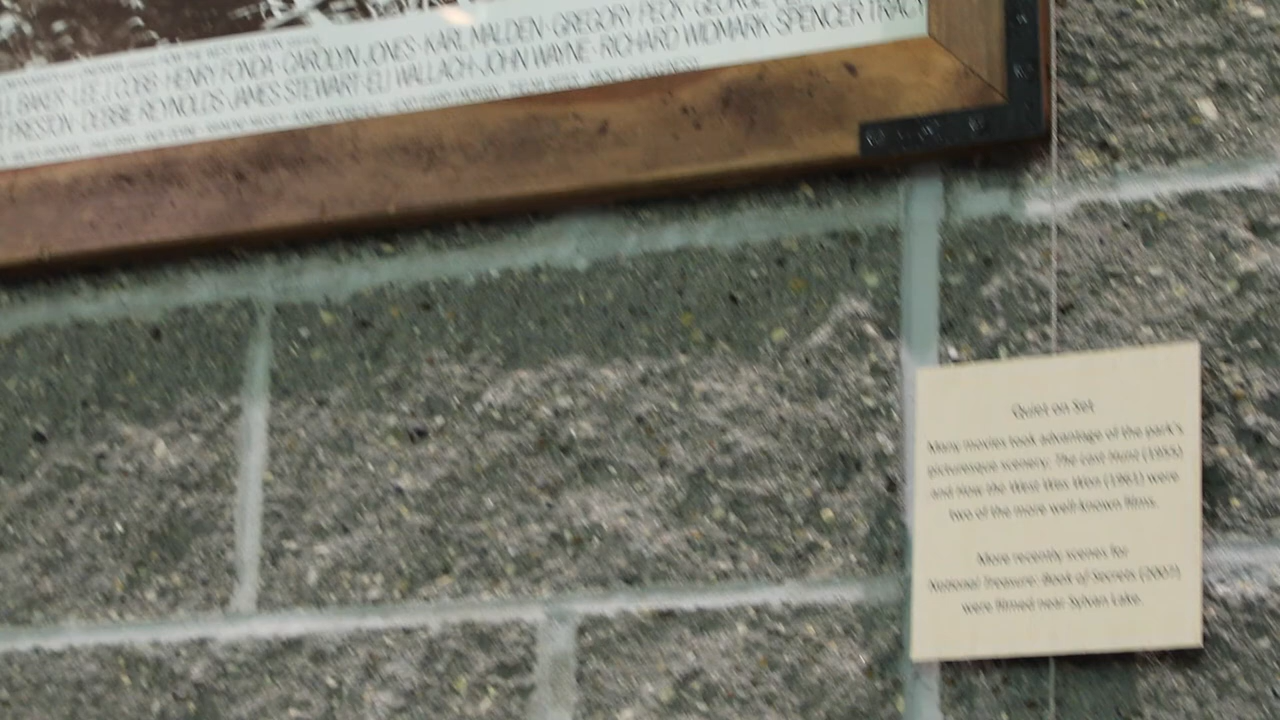 BAKER · LEE J. COBB · HENRY FONDA · CAROLYN JONES · KARL MALDEN · GREGORY PECK · GEORGE
PRESTON · DEBBIE REYNOLDS · JAMES STEWART · ELI WALLACH · JOHN WAYNE · RICHARD WIDMARK · SPENCER TRACY
Quiet on Set
Many movies took advantage of the park's
picturesque scenery. The Last Hunt (1955)
and How the West Was Won (1961) were
two of the more well-known films.
More recently scenes for
National Treasure: Book of Secrets (2007)
were filmed near Sylvan Lake.